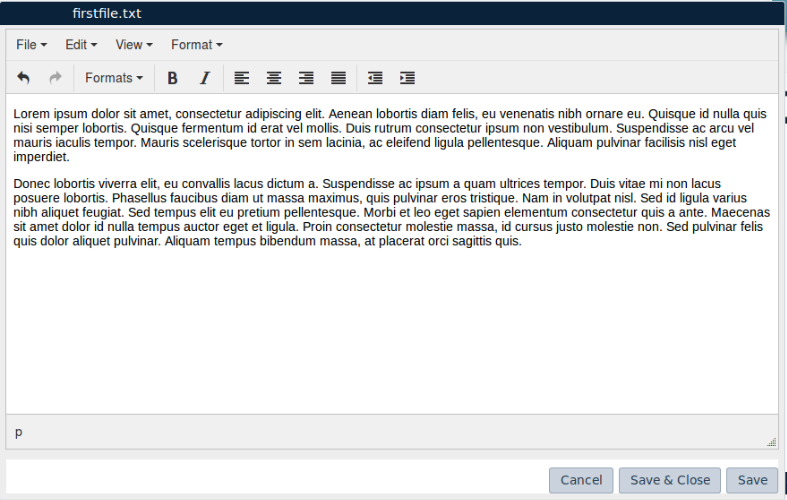 firstfile.txt
File Edit View Format
Formats B I
Lorem ipsum dolor sit amet, consectetur adipiscing elit. Aenean lobortis diam felis, eu venenatis nibh ornare eu. Quisque id nulla quis
nisi semper lobortis. Quisque fermentum id erat vel mollis. Duis rutrum consectetur ipsum non vestibulum. Suspendisse ac arcu vel
mauris iaculis tempor. Mauris scelerisque tortor in sem lacinia, ac eleifend ligula pellentesque. Aliquam pulvinar facilisis nisl eget
imperdiet.
Donec lobortis viverra elit, eu convallis lacus dictum a. Suspendisse ac ipsum a quam ultrices tempor. Duis vitae mi non lacus
posuere lobortis. Phasellus faucibus diam ut massa maximus, quis pulvinar eros tristique. Nam in volutpat nisl. Sed id ligula varius
nibh aliquet feugiat. Sed tempus elit eu pretium pellentesque. Morbi et leo eget sapien elementum consectetur quis a ante. Maecenas
sit amet dolor id nulla tempus auctor eget et ligula. Proin consectetur molestie massa, id cursus justo molestie non. Sed pulvinar felis
quis dolor aliquet pulvinar. Aliquam tempus bibendum massa, at placerat orci sagittis quis.
p
Cancel Save & Close Save